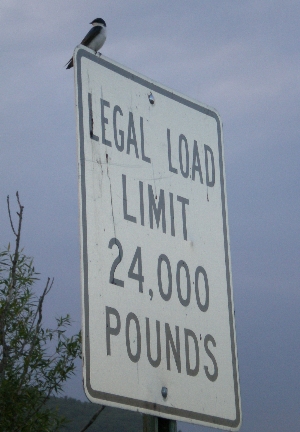 LEGAL LOAD
LIMIT
24,000
POUNDS